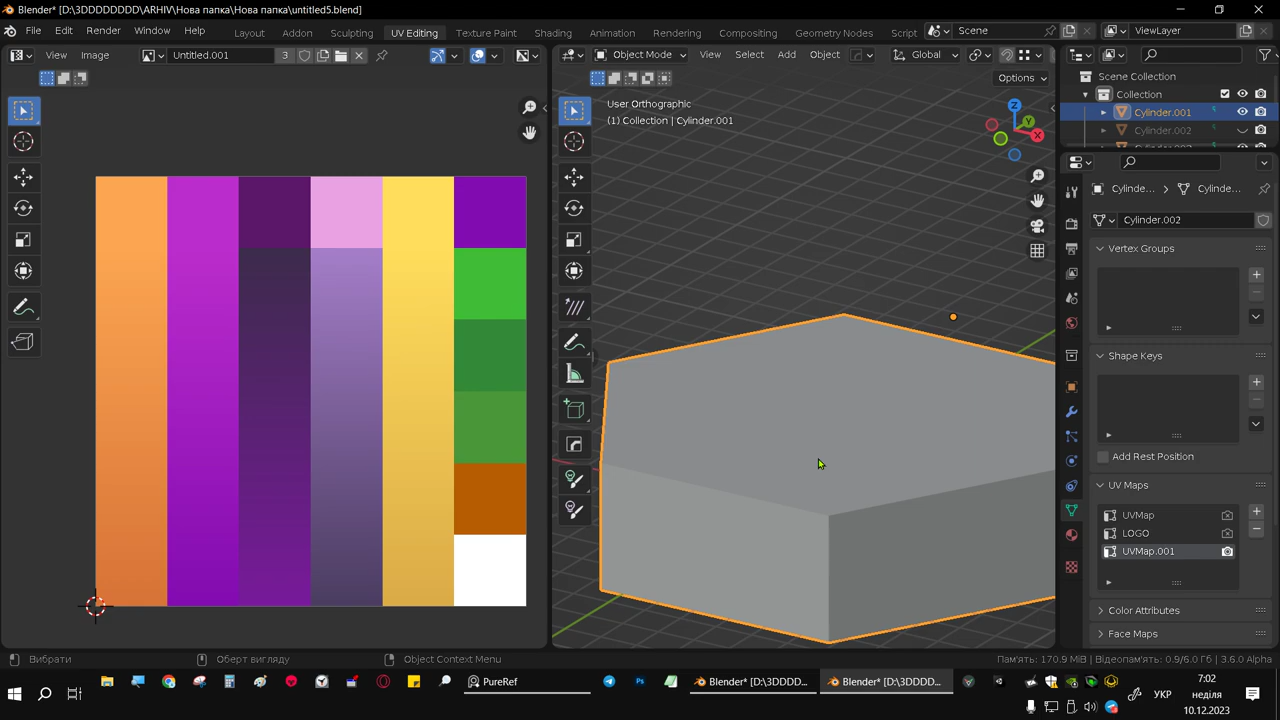 Blender* [D:\3DDDDDDDD\ARHIV\Нова папка\Нова папка\untitled5.blend]
File Edit Render Window Help Layout Adding Sculpting UV Editing Texture Paint Shading Animation Rendering Compositing Geometry Nodes Script Scene ViewLayer
View Image Untitled.001 3 Object Mode View Select Add Object Global
Options
User Orthographic
(1) Collection | Cylinder.001
Z
Y
X
Scene Collection
Collection
Cylinder.001
Cylinder.002
Cylinde... Cylinde...
Cylinder.002
Vertex Groups
Shape Keys
Add Rest Position
UV Maps
UVMap
LOGO
UVMap.001
Color Attributes
Face Maps
Вибрати Оберт вигляду Object Context Menu Пам'ять: 170.9 MiB | Відеопам'ять: 0.9/6.0 Гб | 3.6.0 Alpha
PureRef Ps Blender* [D:\3DDDD... Blender* [D:\3DDDD... УКР
7:02
неділя
10.12.2023